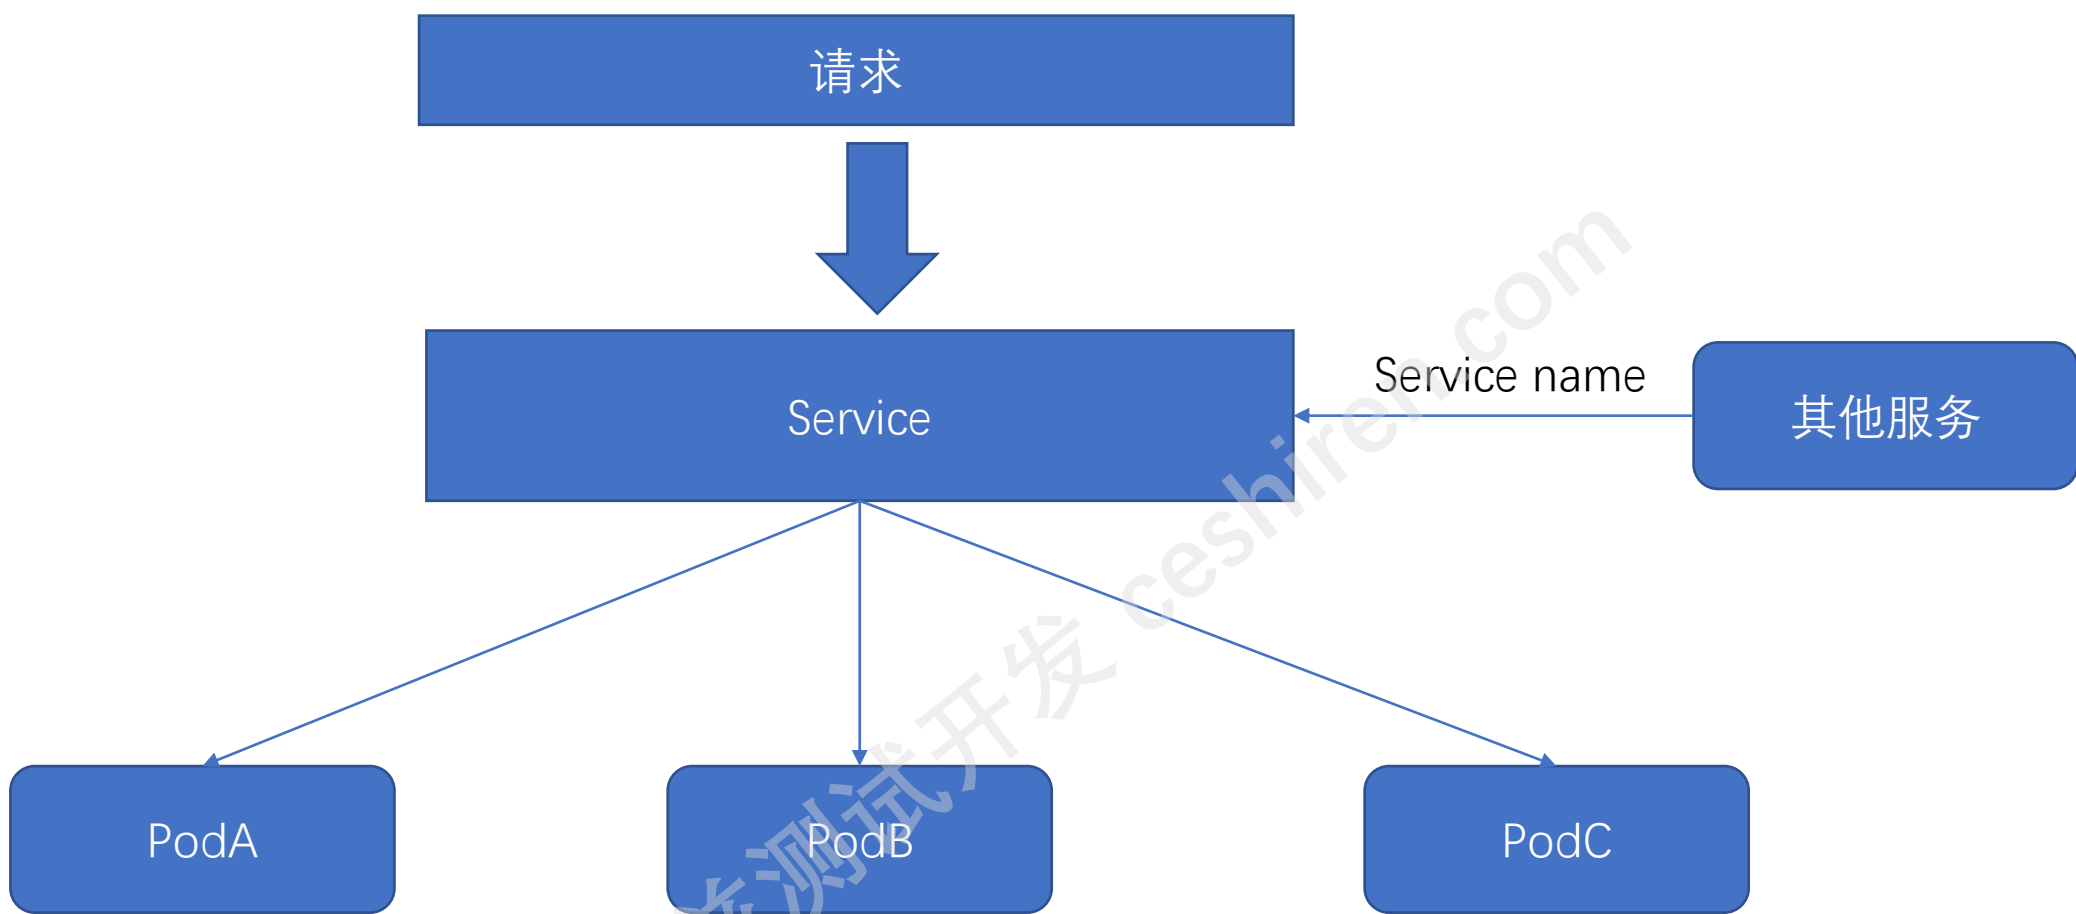 请求
Service name
Service
其他服务
PodA
PodB
PodC
测试开发 ceshiren.com